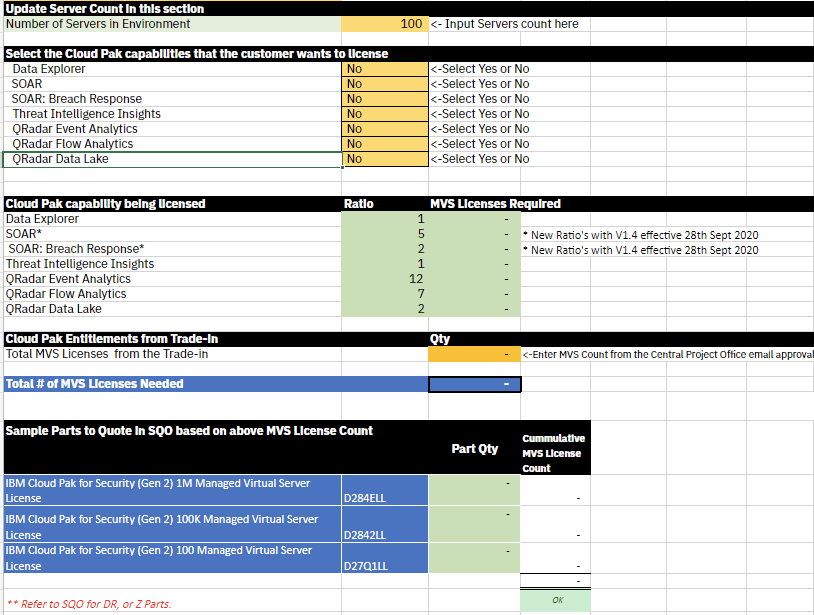 Update Server Count in this section
Number of Servers in Environment 100 <- Input Servers count here
Select the Cloud Pak capabilities that the customer wants to license
Data Explorer No <-Select Yes or No
SOAR No <-Select Yes or No
SOAR: Breach Response No <-Select Yes or No
Threat Intelligence Insights No <-Select Yes or No
QRadar Event Analytics No <-Select Yes or No
QRadar Flow Analytics No <-Select Yes or No
QRadar Data Lake No <-Select Yes or No
Cloud Pak capability being licensed Ratio MVS Licenses Required
Data Explorer 1 -
SOAR* 5 - * New Ratio's with V1.4 effective 28th Sept 2020
SOAR: Breach Response* 2 - * New Ratio's with V1.4 effective 28th Sept 2020
Threat Intelligence Insights 1 -
QRadar Event Analytics 12 -
QRadar Flow Analytics 7 -
QRadar Data Lake 2 -
Cloud Pak Entitlements from Trade-In Qty
Total MVS Licenses from the Trade-in - <-Enter MVS Count from the Central Project Office email approval
Total # of MVS Licenses Needed -
Sample Parts to Quote in SQO based on above MVS License Count
Part Qty
Cummulative
MVS License
Count
IBM Cloud Pak for Security (Gen 2) 1M Managed Virtual Server
License D284ELL - -
IBM Cloud Pak for Security (Gen 2) 100K Managed Virtual Server
License D2842LL - -
IBM Cloud Pak for Security (Gen 2) 100 Managed Virtual Server
License D27Q1LL - -
-
** Refer to SQO for DR, or Z Parts. OK